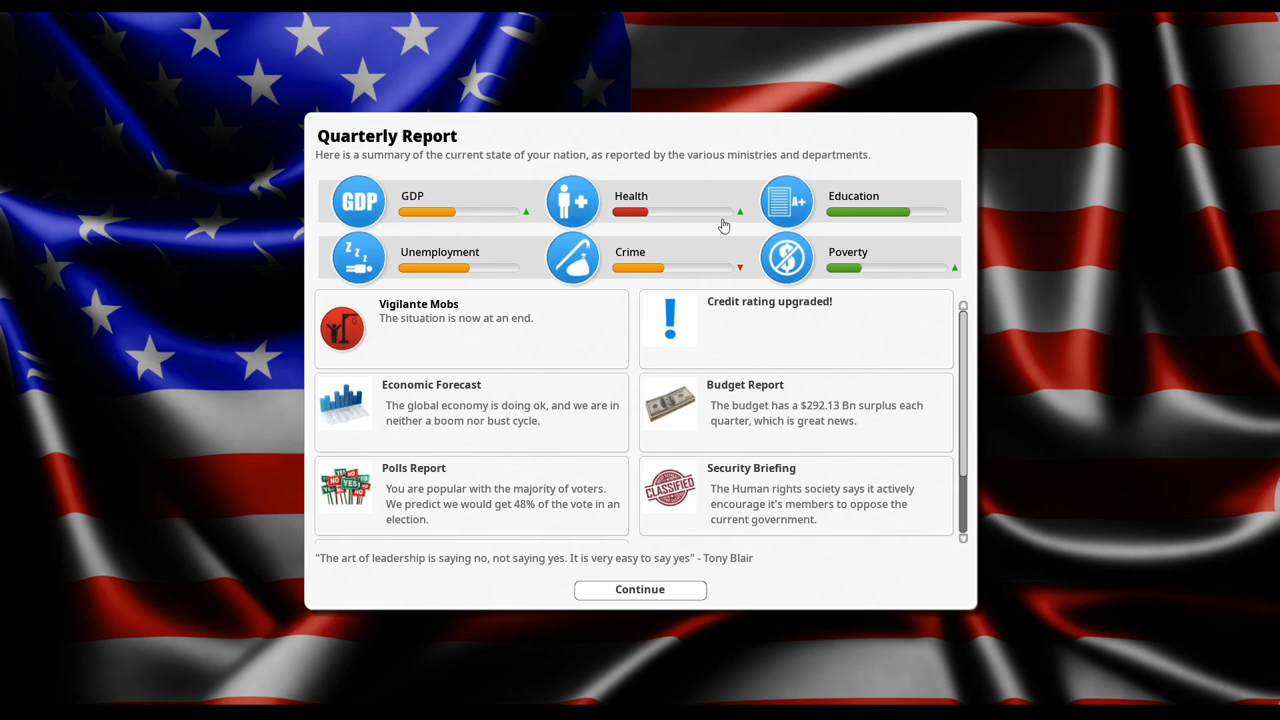 Quarterly Report
Here is a summary of the current state of your nation, as reported by the various ministries and departments.
GDP
GDP
Health
A+
Education
Z Z Z
Unemployment
Crime
$
Poverty
Vigilante Mobs
The situation is now at an end.
!
Credit rating upgraded!
Economic Forecast
The global economy is doing ok, and we are in
neither a boom nor bust cycle.
Budget Report
The budget has a $292.13 Bn surplus each
quarter, which is great news.
YES NO
NO YES NO
Polls Report
You are popular with the majority of voters.
We predict we would get 48% of the vote in an
election.
CLASSIFIED
Security Briefing
The Human rights society says it actively
encourage it's members to oppose the
current government.
"The art of leadership is saying no, not saying yes. It is very easy to say yes" - Tony Blair
Continue